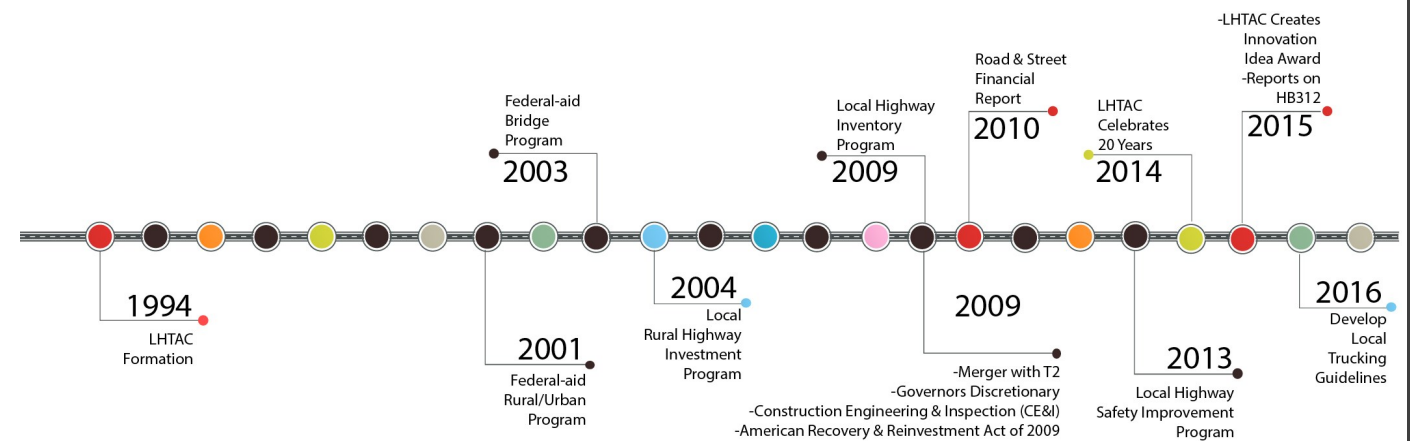 1994
LHTAC
Formation
Federal-aid
Bridge
Program
2003
2001
Federal-aid
Rural/Urban
Program
2004
Local
Rural Highway
Investment
Program
Local Highway
Inventory
Program
2009
2009
-Merger with T2
-Governors Discretionary
-Construction Engineering & Inspection (CE&I)
-American Recovery & Reinvestment Act of 2009
Road & Street
Financial
Report
2010
LHTAC
Celebrates
20 Years
2014
2013
Local Highway
Safety Improvement
Program
-LHTAC Creates
Innovation
Idea Award
-Reports on
HB312
2015
2016
Develop
Local
Trucking
Guidelines